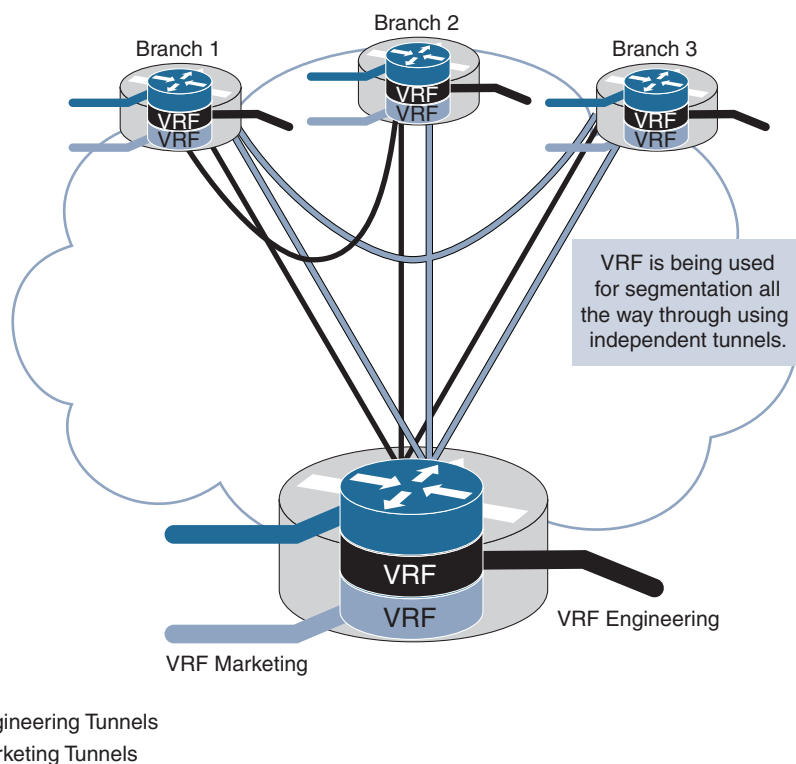 Branch 1
Branch 2
Branch 3
VRF
VRF
VRF
VRF
VRF
VRF
VRF is being used
for segmentation all
the way through using
independent tunnels.
VRF
VRF
VRF Engineering
VRF Marketing
gineering Tunnels
rketing Tunnels